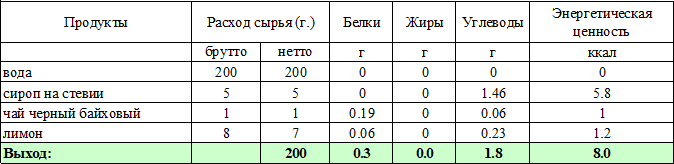 Продукты Расход сырья (г.) Белки Жиры Углеводы Энергетическая ценность
брутто нетто г г г ккал
вода 200 200 0 0 0 0
сироп на стевии 5 5 0 0 1.46 5.8
чай черный байховый 1 1 0.19 0 0.06 1
лимон 8 7 0.06 0 0.23 1.2
Выход: 200 0.3 0.0 1.8 8.0